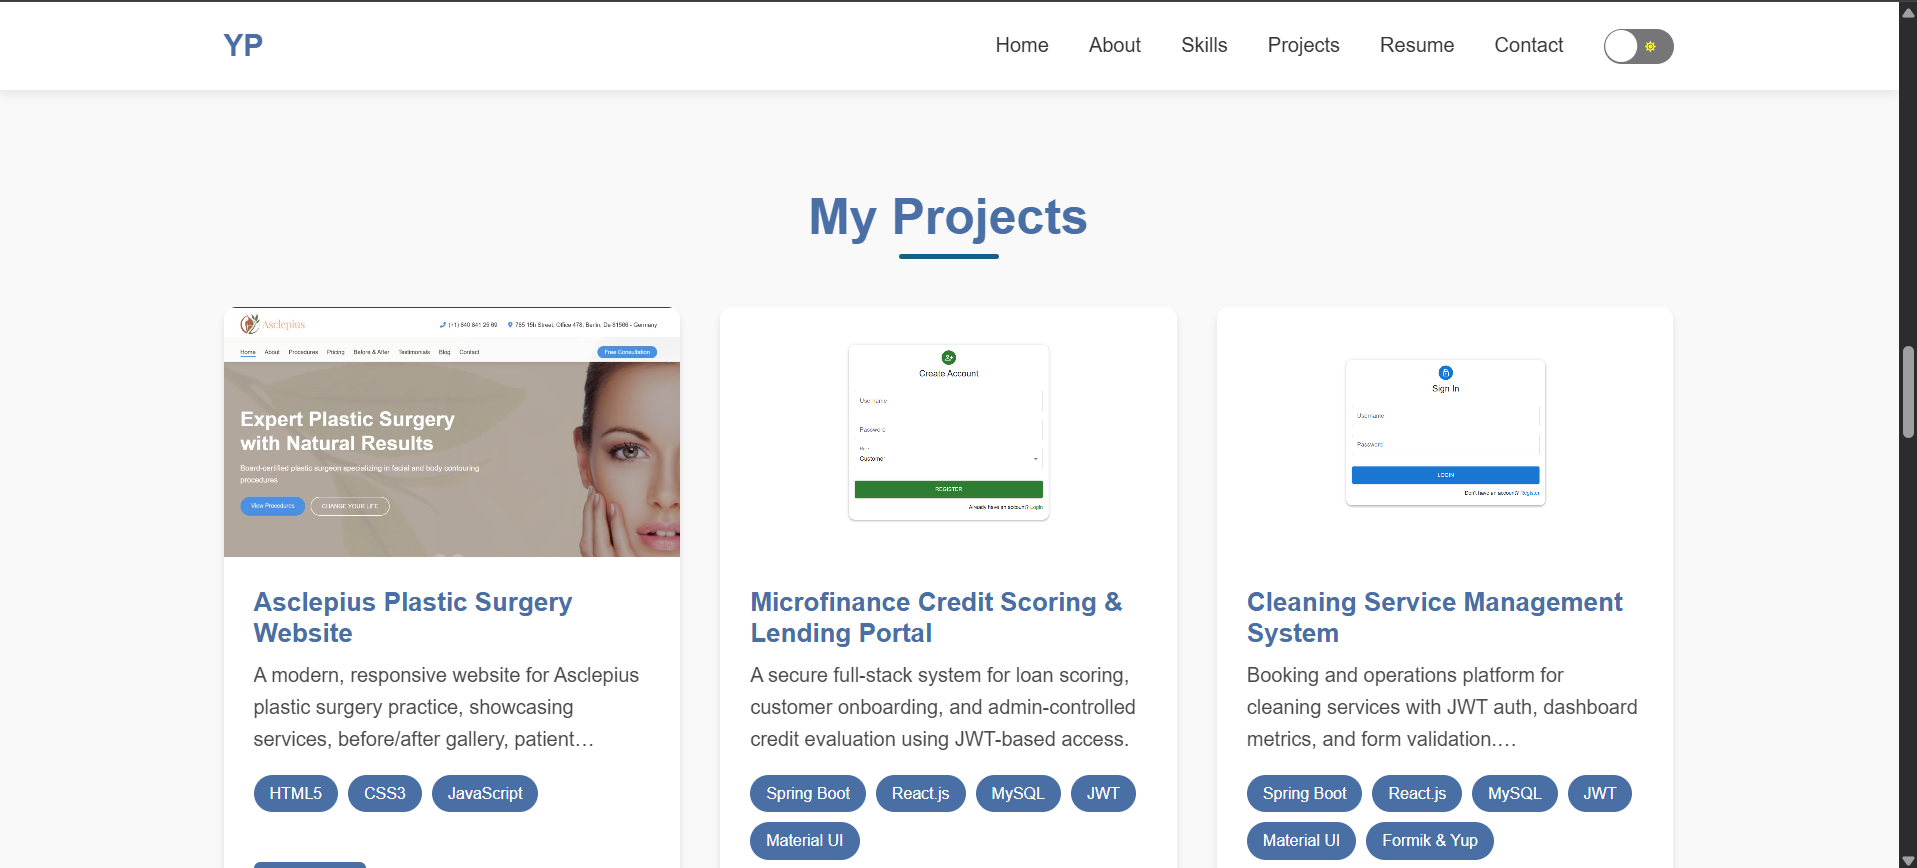 YP
Home About Skills Projects Resume Contact
My Projects
Asclepius
(+1) 840 841 25 69
785 15h Street, Office 478, Berlin, De 81566 - Germany
Home About Procedures Pricing Before & After Testimonials Blog Contact
Free Consultation
Expert Plastic Surgery
with Natural Results
Board-certified plastic surgeon specializing in facial and body contouring
procedures
View Procedures
CHANGE YOUR LIFE
Asclepius Plastic Surgery
Website
A modern, responsive website for Asclepius
plastic surgery practice, showcasing
services, before/after gallery, patient…
HTML5 CSS3 JavaScript
Create Account
Username
Password
Customer
REGISTER
Already have an account? Login
Microfinance Credit Scoring &
Lending Portal
A secure full-stack system for loan scoring,
customer onboarding, and admin-controlled
credit evaluation using JWT-based access.
Spring Boot React.js MySQL JWT
Material UI
Sign In
Username
Password
LOGIN
Don't have an account? Register
Cleaning Service Management
System
Booking and operations platform for
cleaning services with JWT auth, dashboard
metrics, and form validation.…
Spring Boot React.js MySQL JWT
Material UI Formik & Yup